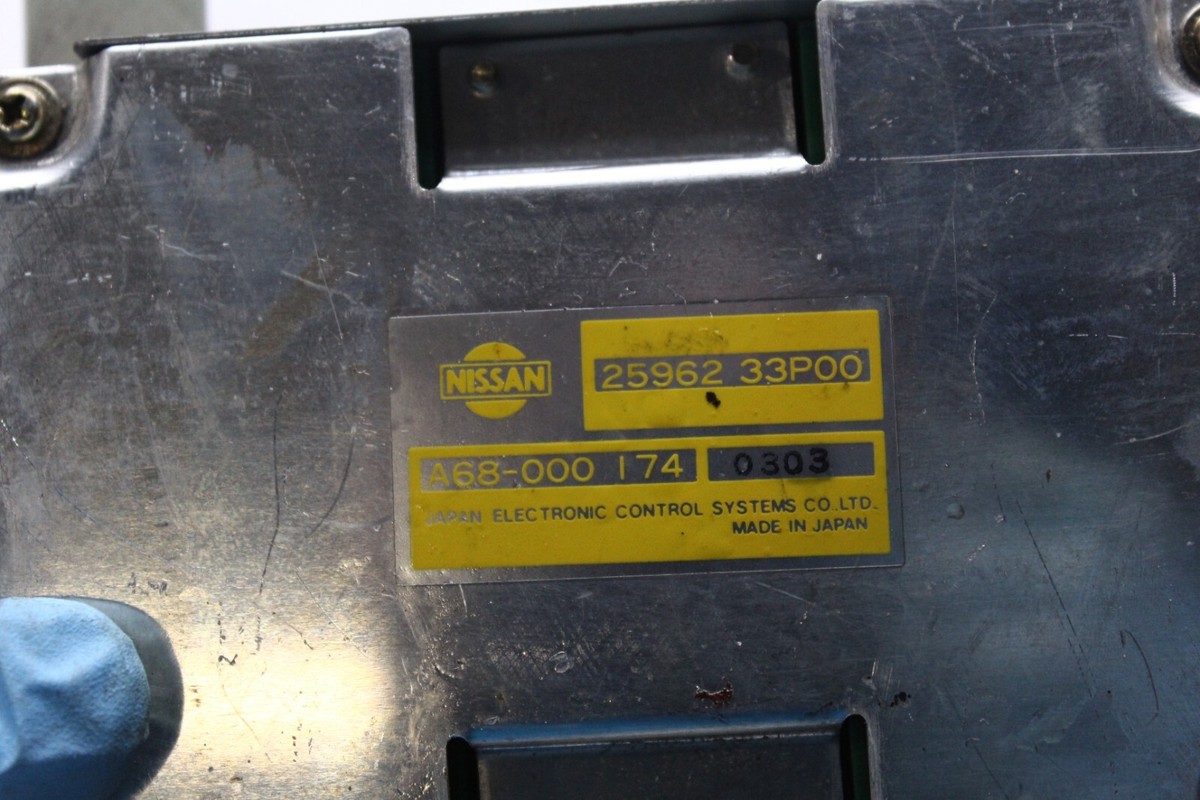 NISSAN
25962 33P00
A68-000 174 0303
JAPAN ELECTRONIC CONTROL SYSTEMS CO.,LTD.
MADE IN JAPAN